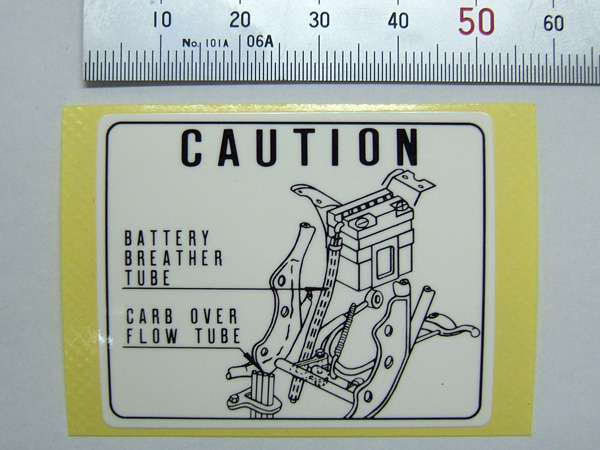 10 20 30 40 50 60
No. 101A 06A
CAUTION
BATTERY
BREATHER
TUBE
CARB OVER
FLOW TUBE